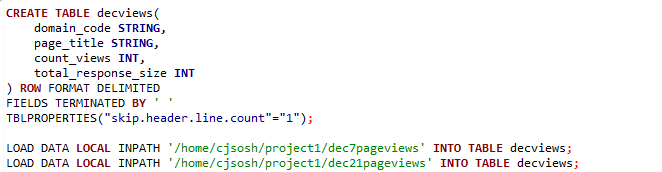 CREATE TABLE decviews(
    domain_code STRING,
    page_title STRING,
    count_views INT,
    total_response_size INT
) ROW FORMAT DELIMITED
FIELDS TERMINATED BY ' '
TBLPROPERTIES("skip.header.line.count"="1");

LOAD DATA LOCAL INPATH '/home/cjsosh/project1/dec7pageviews' INTO TABLE decviews;
LOAD DATA LOCAL INPATH '/home/cjsosh/project1/dec21pageviews' INTO TABLE decviews;